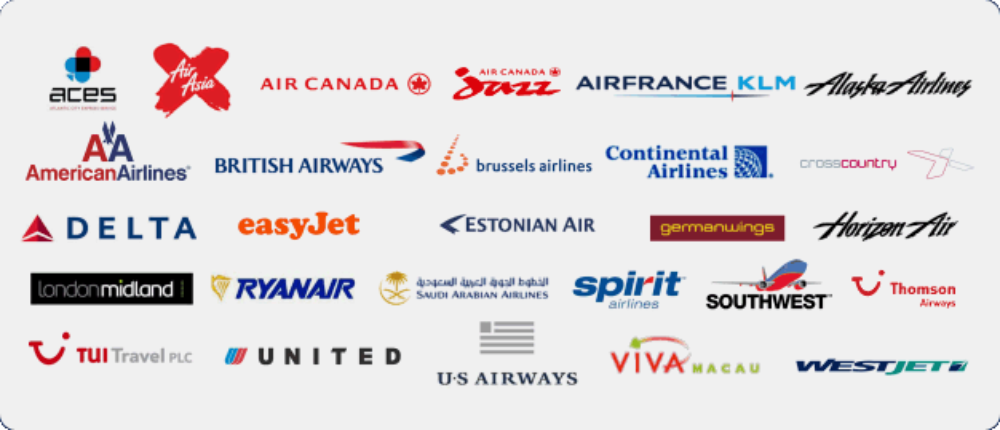 aces
Air
Asia
AIR CANADA
AIR CANADA
Jazz
AIRFRANCE KLM
Alaska Airlines
AA
AmericanAirlines®
BRITISH AIRWAYS
brussels airlines
Continental
Airlines
crosscountry
DELTA
easyJet
ESTONIAN AIR
germanwings
Horizon Air
londonmidland
RYANAIR
الخطوط الجوية العربية السعودية
SAUDI ARABIAN AIRLINES
spirit
airlines
SOUTHWEST
Thomson
Airways
TUI Travel PLC
UNITED
U·S AIRWAYS
VIVA MACAU
WESTJET